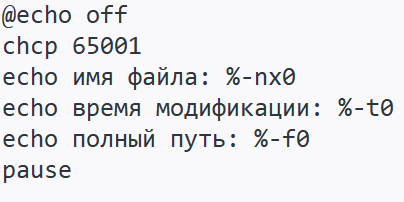 @echo off
chcp 65001
echo имя файла: %-nx0
echo время модификации: %-t0
echo полный путь: %-f0
pause